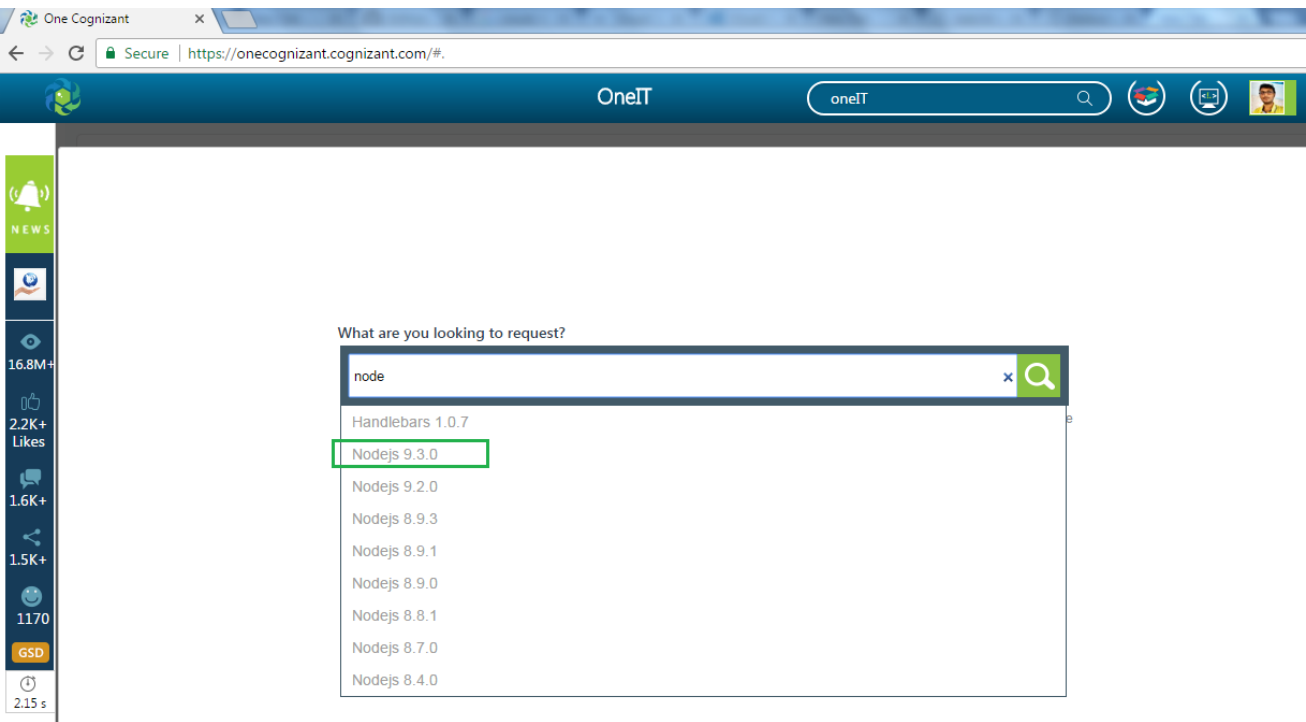 One Cognizant
Secure | https://onecognizant.cognizant.com/#.
OneIT
oneIT
NEWS
16.8M+
2.2K+
Likes
1.6K+
1.5K+
1170
GSD
2.15 s
What are you looking to request?
node
e
Handlebars 1.0.7
Nodejs 9.3.0
Nodejs 9.2.0
Nodejs 8.9.3
Nodejs 8.9.1
Nodejs 8.9.0
Nodejs 8.8.1
Nodejs 8.7.0
Nodejs 8.4.0